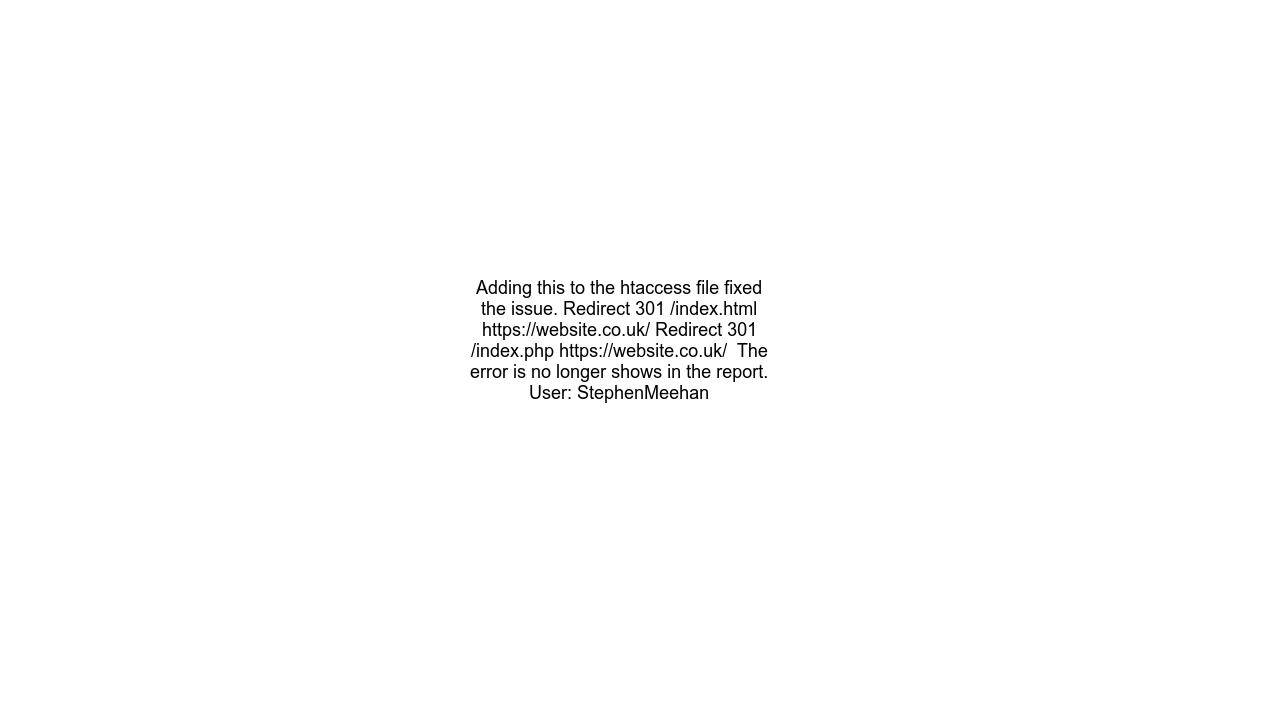 Adding this to the htaccess file fixed
the issue. Redirect 301 /index.html
https://website.co.uk/ Redirect 301
/index.php https://website.co.uk/  The
error is no longer shows in the report.
User: StephenMeehan